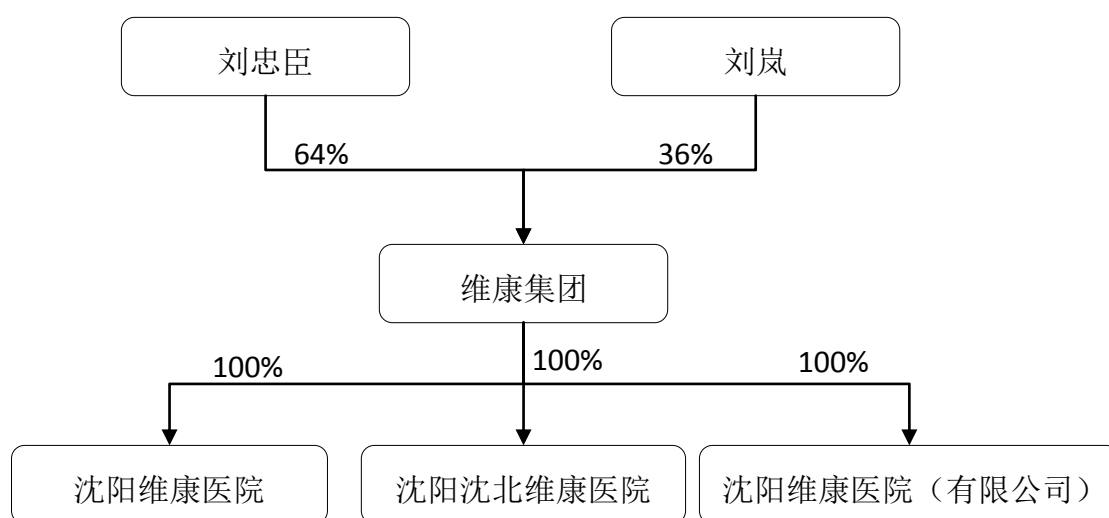 刘忠臣
刘岚
64%
36%
维康集团
100%
100%
100%
沈阳维康医院
沈阳沈北维康医院
沈阳维康医院（有限公司）